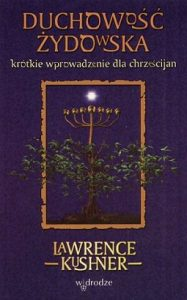 DUCHOWOŚĆ
ŻYDOWSKA
krótkie wprowadzenie dla chrześcijan
LAWRENCE
KUSHNER
w drodze